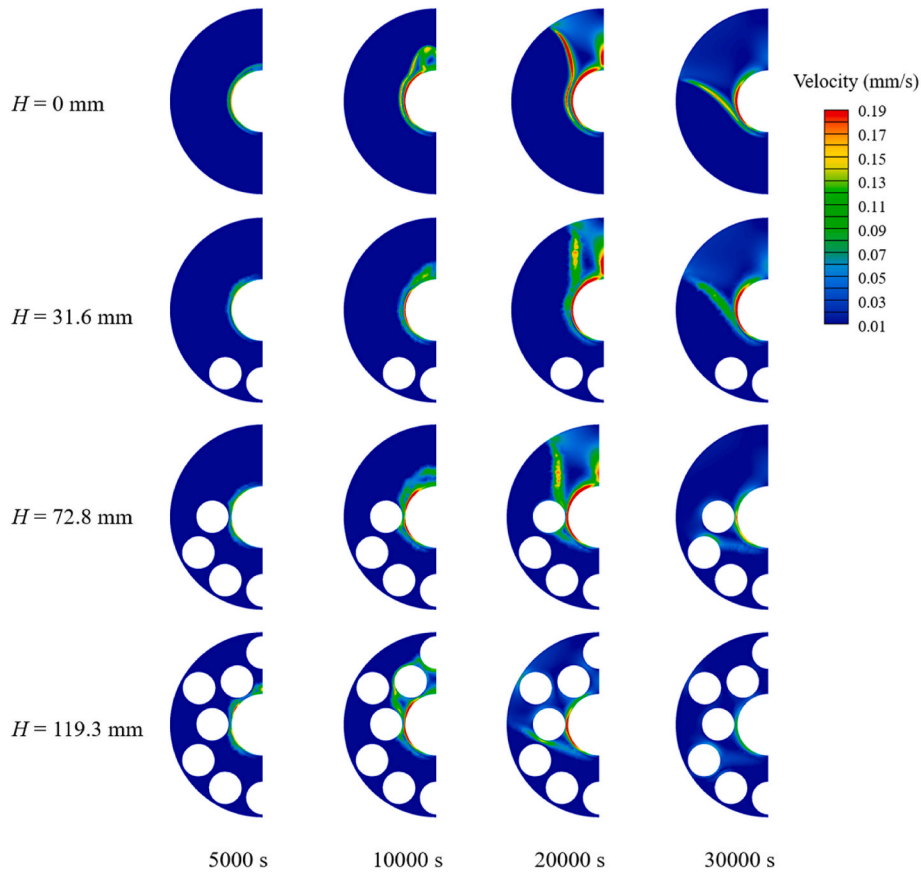 Velocity (mm/s)
0.19
0.17
0.15
0.13
0.11
0.09
0.07
0.05
0.03
0.01
H = 0 mm
H = 31.6 mm
H = 72.8 mm
H = 119.3 mm
5000 s
10000 s
20000 s
30000 s